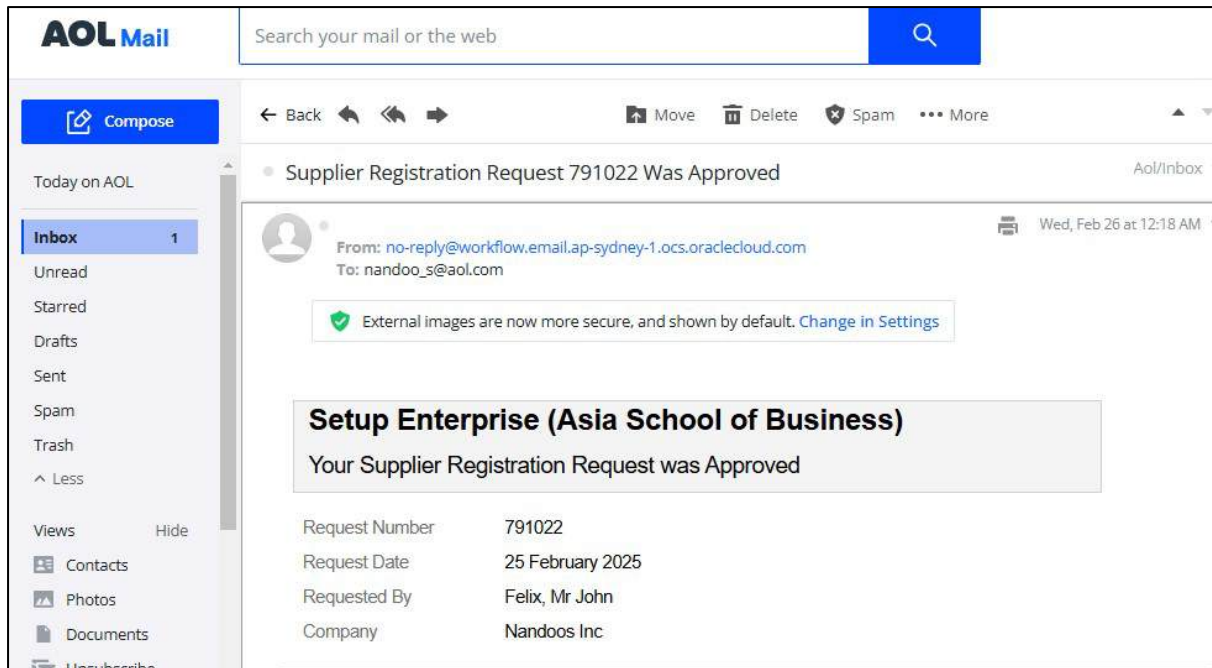 AOL Mail
Search your mail or the web
Compose
Back
Move
Delete
Spam
More
Today on AOL
Supplier Registration Request 791022 Was Approved
Aol/Inbox
Inbox 1
Unread
Starred
Drafts
Sent
Spam
Trash
Less
Views Hide
Contacts
Photos
Documents
Unsubscribe
Wed, Feb 26 at 12:18 AM
From: no-reply@workflow.email.ap-sydney-1.ocs.oraclecloud.com
To: nandoo_s@aol.com
External images are now more secure, and shown by default. Change in Settings
Setup Enterprise (Asia School of Business)
Your Supplier Registration Request was Approved
Request Number 791022
Request Date 25 February 2025
Requested By Felix, Mr John
Company Nandoos Inc